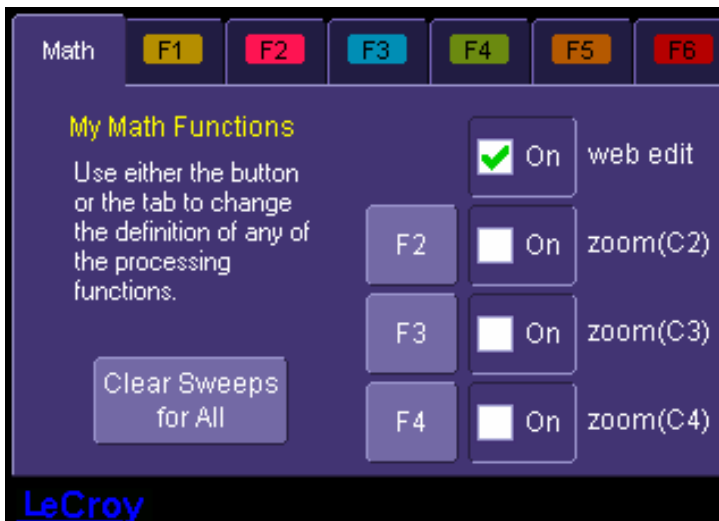 Math F1 F2 F3 F4 F5 F6
My Math Functions
Use either the button
or the tab to change
the definition of any of
the processing
functions.
Clear Sweeps
for All
On web edit
F2 On zoom(C2)
F3 On zoom(C3)
F4 On zoom(C4)
LeCroy